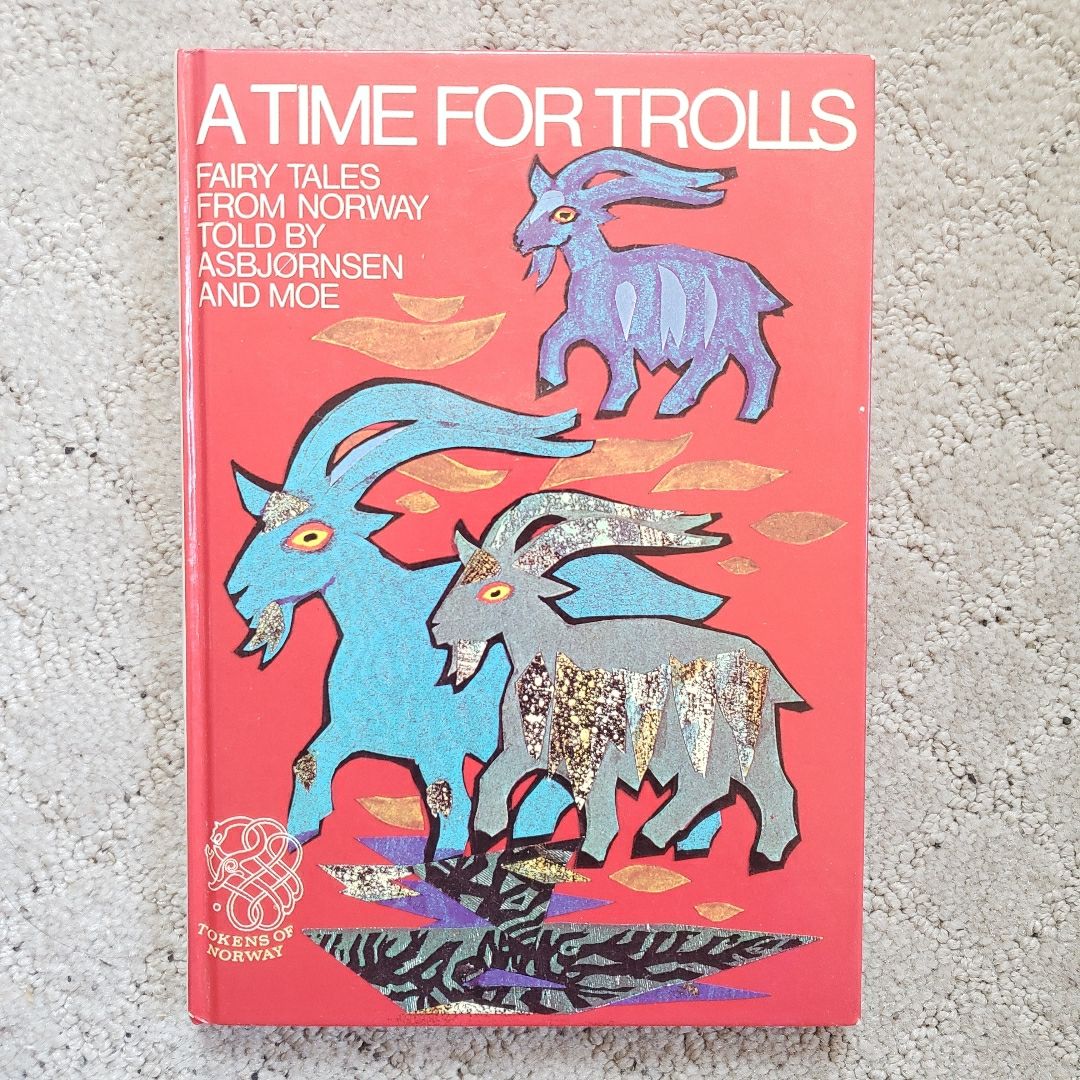 A TIME FOR TROLLS
FAIRY TALES
FROM NORWAY
TOLD BY
ASBJØRNSEN
AND MOE
TOKENS OF
NORWAY